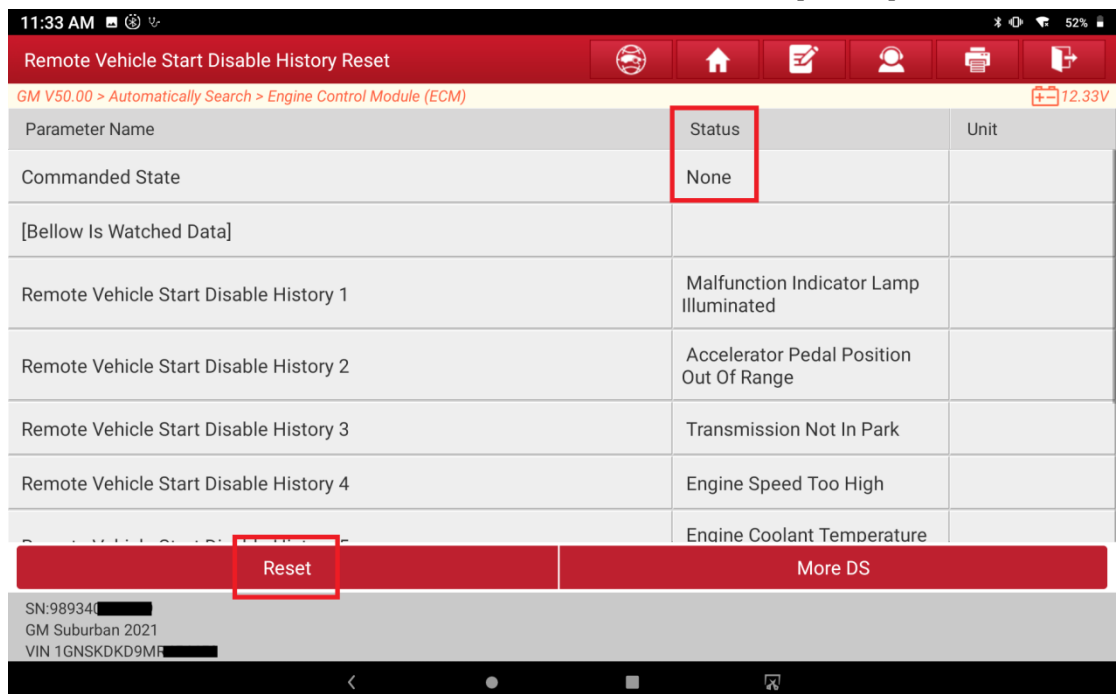 11:33 AM 52%
Remote Vehicle Start Disable History Reset
GM V50.00 > Automatically Search > Engine Control Module (ECM) 12.33V
Parameter Name Status Unit
Commanded State None
[Bellow Is Watched Data]
Remote Vehicle Start Disable History 1 Malfunction Indicator Lamp
Illuminated
Remote Vehicle Start Disable History 2 Accelerator Pedal Position
Out Of Range
Remote Vehicle Start Disable History 3 Transmission Not In Park
Remote Vehicle Start Disable History 4 Engine Speed Too High
Engine Coolant Temperature
Reset More DS
SN:989340
GM Suburban 2021
VIN 1GNSKDKD9MR